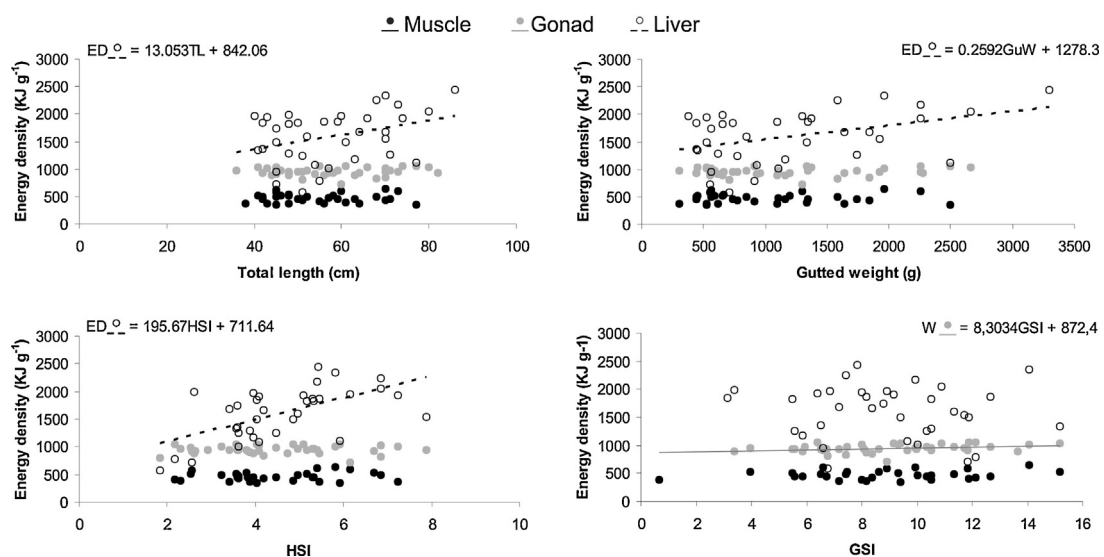 Muscle Gonad Liver
ED = 13.053TL + 842.06
3000
2500
2000
1500
1000
500
0
Energy density (KJ g⁻¹)
0 20 40 60 80 100
Total length (cm)
ED = 0.2592GuW + 1278.3
3000
2500
2000
1500
1000
500
0
Energy density (KJ g⁻¹)
0 500 1000 1500 2000 2500 3000 3500
Gutted weight (g)
ED = 195.67HSI + 711.64
3000
2500
2000
1500
1000
500
0
Energy density (KJ g⁻¹)
0 2 4 6 8 10
HSI
W = 8,3034GSI + 872,4
3000
2500
2000
1500
1000
500
0
Energy density (KJ g-1)
0 2 4 6 8 10 12 14 16
GSI